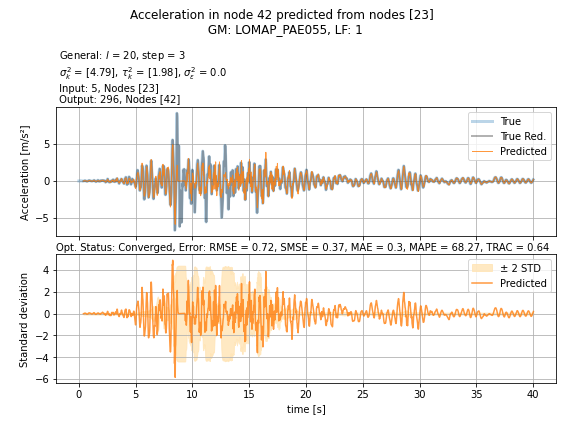 Acceleration in node 42 predicted from nodes [23]
GM: LOMAP_PAE055, LF: 1
General: l = 20, step = 3
σ²ₖ = [4.79], τ²ₖ = [1.98], σ²ε = 0.0
Input: 5, Nodes [23]
Output: 296, Nodes [42]
Acceleration [m/s²]
5
0
−5
True
True Red.
Predicted
Opt. Status: Converged, Error: RMSE = 0.72, SMSE = 0.37, MAE = 0.3, MAPE = 68.27, TRAC = 0.64
Standard deviation
4
2
0
−2
−4
−6
± 2 STD
Predicted
0 5 10 15 20 25 30 35 40
time [s]